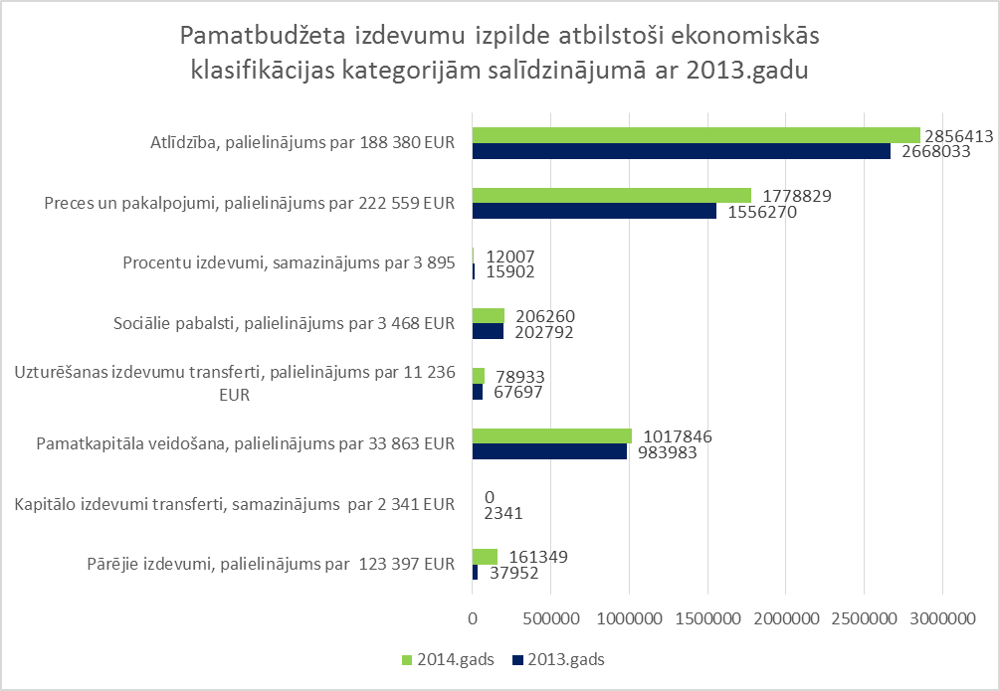 Pamatbudžeta izdevumu izpilde atbilstoši ekonomiskās
klasifikācijas kategorijām salīdzinājumā ar 2013.gadu
Atlīdzība, palielinājums par 188 380 EUR
2856413
2668033
Preces un pakalpojumi, palielinājums par 222 559 EUR
1778829
1556270
Procentu izdevumi, samazinājums par 3 895
12007
15902
Sociālie pabalsti, palielinājums par 3 468 EUR
206260
202792
Uzturēšanas izdevumu transferti, palielinājums par 11 236
EUR
78933
67697
Pamatkapitāla veidošana, palielinājums par 33 863 EUR
1017846
983983
Kapitālo izdevumi transferti, samazinājums  par 2 341 EUR
0
2341
Pārējie izdevumi, palielinājums par  123 397 EUR
161349
37952
0 500000 1000000 1500000 2000000 2500000 3000000
2014.gads 2013.gads